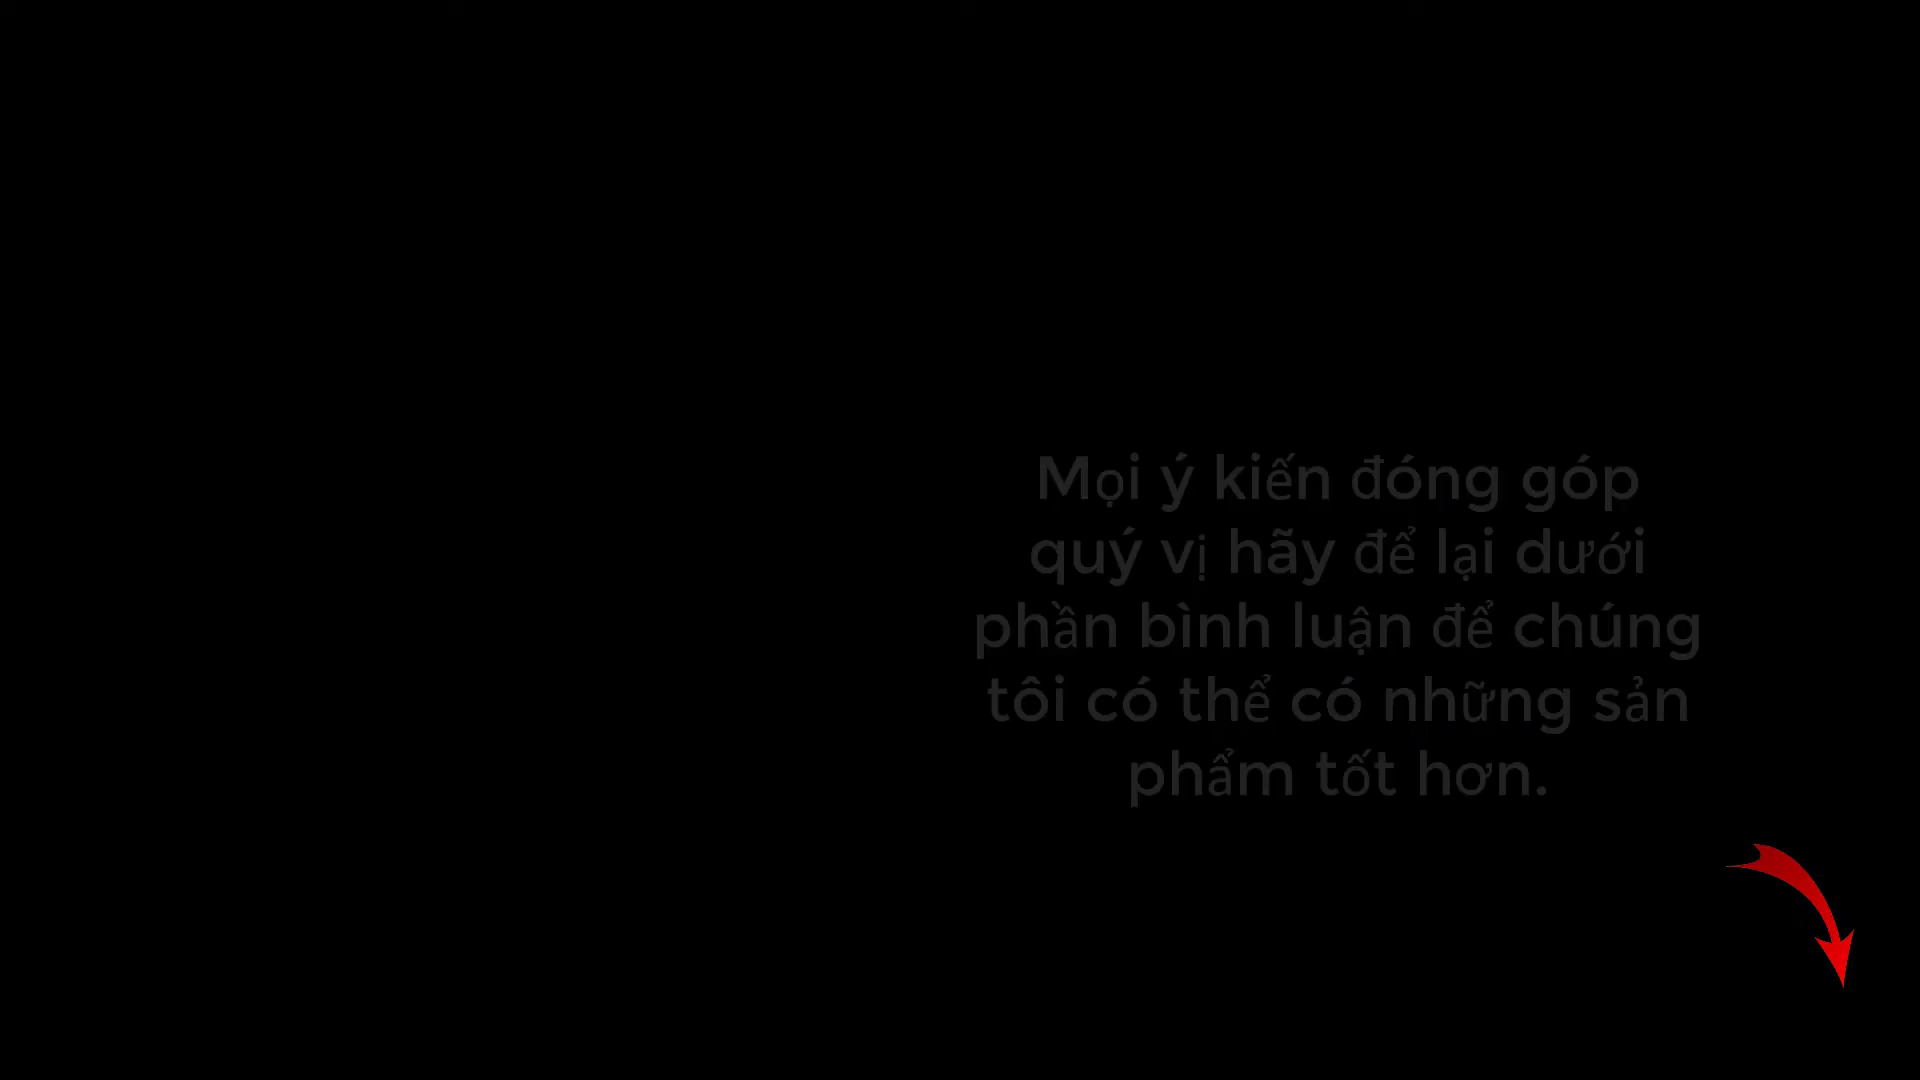 Mọi ý kiến đóng góp
quý vị hãy để lại dưới
phần bình luận để chúng
tôi có thể có những sản
phẩm tốt hơn.